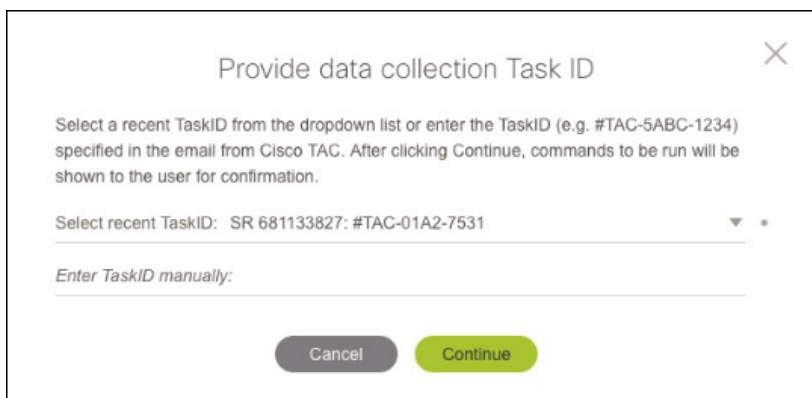 Provide data collection Task ID
Select a recent TaskID from the dropdown list or enter the TaskID (e.g. #TAC-5ABC-1234)
specified in the email from Cisco TAC. After clicking Continue, commands to be run will be
shown to the user for confirmation.
Select recent TaskID: SR 681133827: #TAC-01A2-7531
Enter TaskID manually:
Cancel Continue